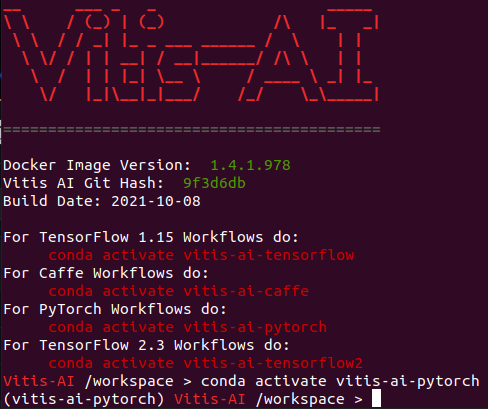 Vitis-AI
==========================================
Docker Image Version: 1.4.1.978
Vitis AI Git Hash: 9f3d6db
Build Date: 2021-10-08
For TensorFlow 1.15 Workflows do:
conda activate vitis-ai-tensorflow
For Caffe Workflows do:
conda activate vitis-ai-caffe
For PyTorch Workflows do:
conda activate vitis-ai-pytorch
For TensorFlow 2.3 Workflows do:
conda activate vitis-ai-tensorflow2
Vitis-AI /workspace > conda activate vitis-ai-pytorch
(vitis-ai-pytorch) Vitis-AI /workspace >